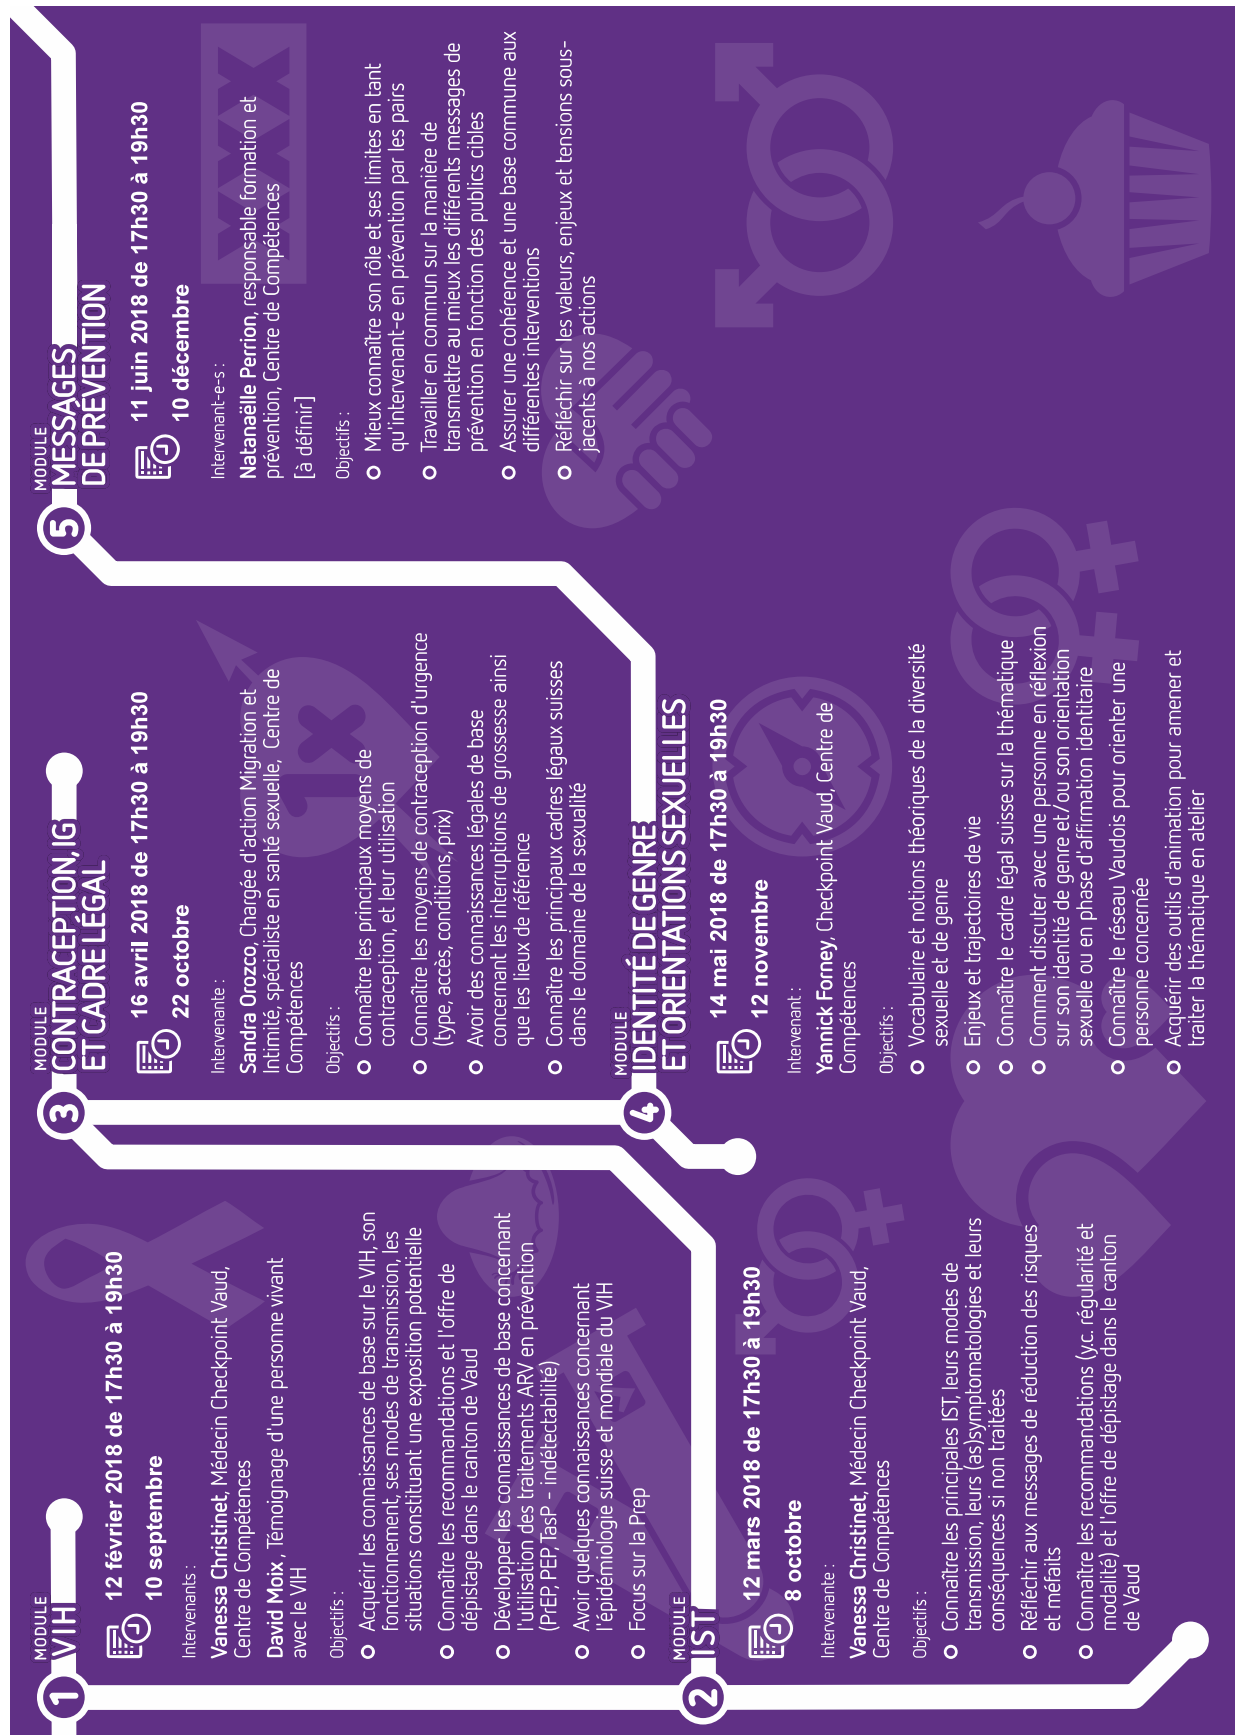 MODULE
1 VIH
12 février 2018 de 17h30 à 19h30
10 septembre
Intervenants :
Vanessa Christinet, Médecin Checkpoint Vaud,
Centre de Compétences
David Moix , Témoignage d'une personne vivant
avec le VIH
Objectifs :
Acquérir les connaissances de base sur le VIH, son
fonctionnement, ses modes de transmission, les
situations constituant une exposition potentielle
Connaître les recommandations et l'offre de
dépistage dans le canton de Vaud
Développer les connaissances de base concernant
l'utilisation des traitements ARV en prévention
(PrEP, PEP, TasP - indétectabilité)
Avoir quelques connaissances concernant
l'épidémiologie suisse et mondiale du VIH
Focus sur la Prep
MODULE
2 IST
12 mars 2018 de 17h30 à 19h30
8 octobre
Intervenante :
Vanessa Christinet, Médecin Checkpoint Vaud,
Centre de Compétences
Objectifs :
Connaître les principales IST, leurs modes de
transmission, leurs (as)symptomatologies et leurs
conséquences si non traitées
Réfléchir aux messages de réduction des risques
et méfaits
Connaître les recommandations (y.c. régularité et
modalité) et l'offre de dépistage dans le canton
de Vaud
MODULE
3 CONTRACEPTION, IG
ET CADRE LÉGAL
16 avril 2018 de 17h30 à 19h30
22 octobre
Intervenante :
Sandra Orozco, Chargée d'action Migration et
Intimité, spécialiste en santé sexuelle, Centre de
Compétences
Objectifs :
Connaître les principaux moyens de
contraception, et leur utilisation
Connaître les moyens de contraception d'urgence
(type, accès, conditions, prix)
Avoir des connaissances légales de base
concernant les interruptions de grossesse ainsi
que les lieux de référence
Connaître les principaux cadres légaux suisses
dans le domaine de la sexualité
MODULE
4 IDENTITÉ DE GENRE
ET ORIENTATIONS SEXUELLES
14 mai 2018 de 17h30 à 19h30
12 novembre
Intervenant :
Yannick Forney, Checkpoint Vaud, Centre de
Compétences
Objectifs :
Vocabulaire et notions théoriques de la diversité
sexuelle et de genre
Enjeux et trajectoires de vie
Connaître le cadre légal suisse sur la thématique
Comment discuter avec une personne en réflexion
sur son identité de genre et/ou son orientation
sexuelle ou en phase d'affirmation identitaire
Connaître le réseau Vaudois pour orienter une
personne concernée
Acquérir des outils d'animation pour amener et
traiter la thématique en atelier
MODULE
5 MESSAGES
DE PRÉVENTION
11 juin 2018 de 17h30 à 19h30
10 décembre
Intervenant-e-s :
Natanaëlle Perrion, responsable formation et
prévention, Centre de Compétences
[à définir]
Objectifs :
Mieux connaître son rôle et ses limites en tant
qu'intervenant-e en prévention par les pairs
Travailler en commun sur la manière de
transmettre au mieux les différents messages de
prévention en fonction des publics cibles
Assurer une cohérence et une base commune aux
différentes interventions
Réfléchir sur les valeurs, enjeux et tensions sous-
jacents à nos actions